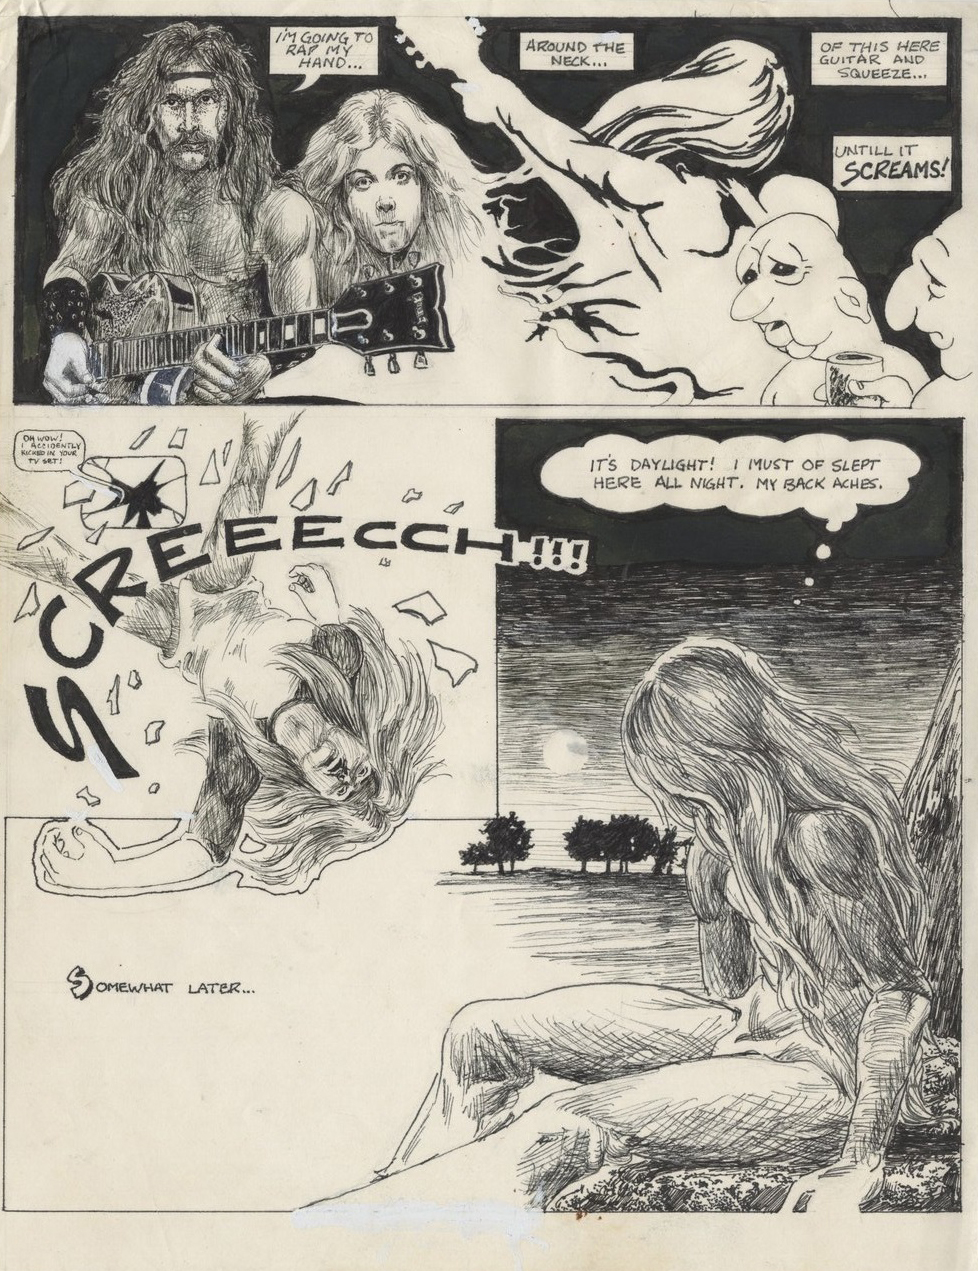 I'M GOING TO
RAP MY
HAND...
AROUND THE
NECK...
OF THIS HERE
GUITAR AND
SQUEEZE...
UNTILL IT
SCREAMS!
OH WOW!
I ACCIDENTLY
KICKED IN YOUR
TV SET!
SCREEECCH!!!
IT'S DAYLIGHT! I MUST OF SLEPT
HERE ALL NIGHT. MY BACK ACHES.
SOMEWHAT LATER...